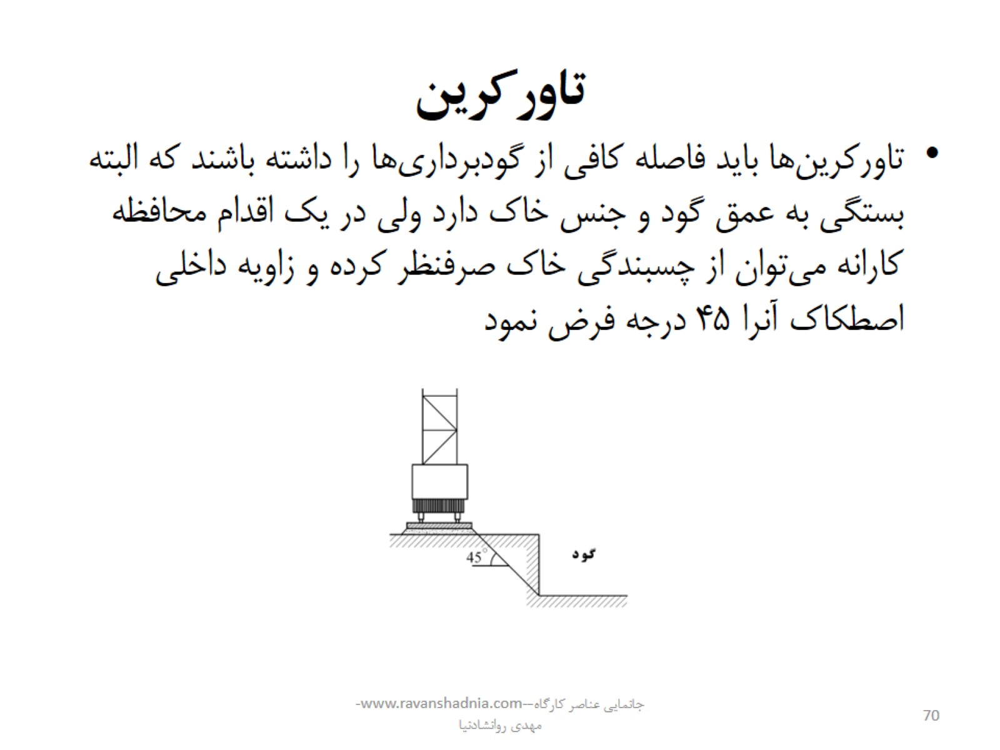 تاورکرین
• تاورکرین‌ها باید فاصله کافی از گودبرداری‌ها را داشته باشند که البته
بستگی به عمق گود و جنس خاک دارد ولی در یک اقدام محافظه
کارانه می‌توان از چسبندگی خاک صرفنظر کرده و زاویه داخلی
اصطکاک آنرا ۴۵ درجه فرض نمود
گود
45°
جانمایی عناصر کارگاه--www.ravanshadnia.com-
مهدی روانشادنیا
70